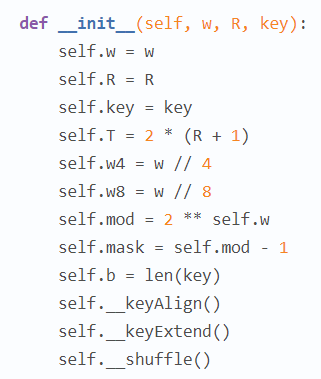 def __init__(self, w, R, key):
    self.w = w
    self.R = R
    self.key = key
    self.T = 2 * (R + 1)
    self.w4 = w // 4
    self.w8 = w // 8
    self.mod = 2 ** self.w
    self.mask = self.mod - 1
    self.b = len(key)
    self.__keyAlign()
    self.__keyExtend()
    self.__shuffle()